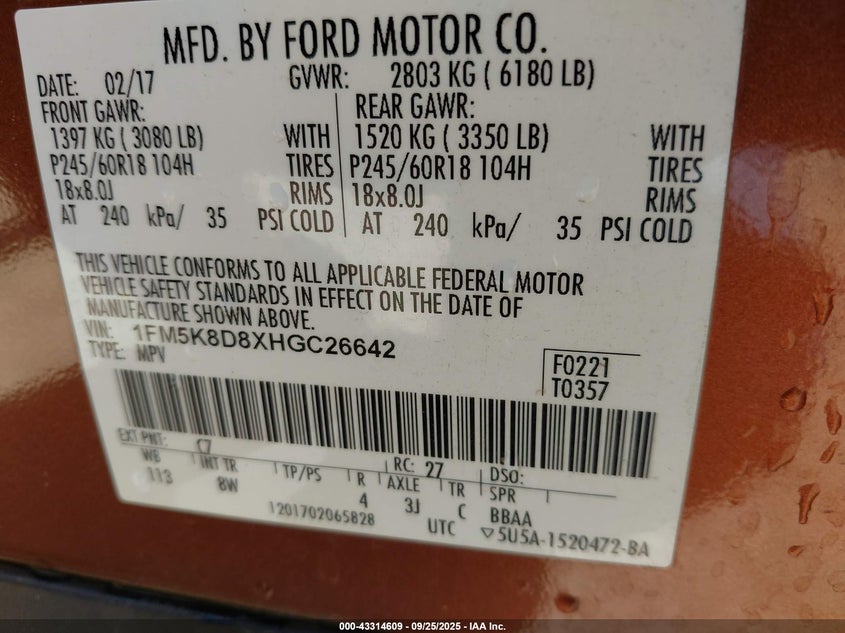 MFD. BY FORD MOTOR CO.
DATE: 02/17 GVWR: 2803 KG ( 6180 LB)
FRONT GAWR: REAR GAWR:
1397 KG ( 3080 LB) WITH 1520 KG ( 3350 LB) WITH
P245/60R18 104H TIRES P245/60R18 104H TIRES
18x8.0J RIMS 18x8.0J RIMS
AT 240 kPa/ 35 PSI COLD AT 240 kPa/ 35 PSI COLD
THIS VEHICLE CONFORMS TO ALL APPLICABLE FEDERAL MOTOR
VEHICLE SAFETY STANDARDS IN EFFECT ON THE DATE OF
MANUFACTURE SHOWN ABOVE.
VIN: 1FM5K8D8XHGC26642
TYPE: MPV
F0221
T0357
EXT PNT: C7 RC: 27 DSO:
WB INT TR TP/PS R AXLE TR SPR
113 8W 4 3J C BBAA
1201702065828 UTC ▽5U5A-1520472-BA
000-43314609 - 09/25/2025 - IAA Inc.